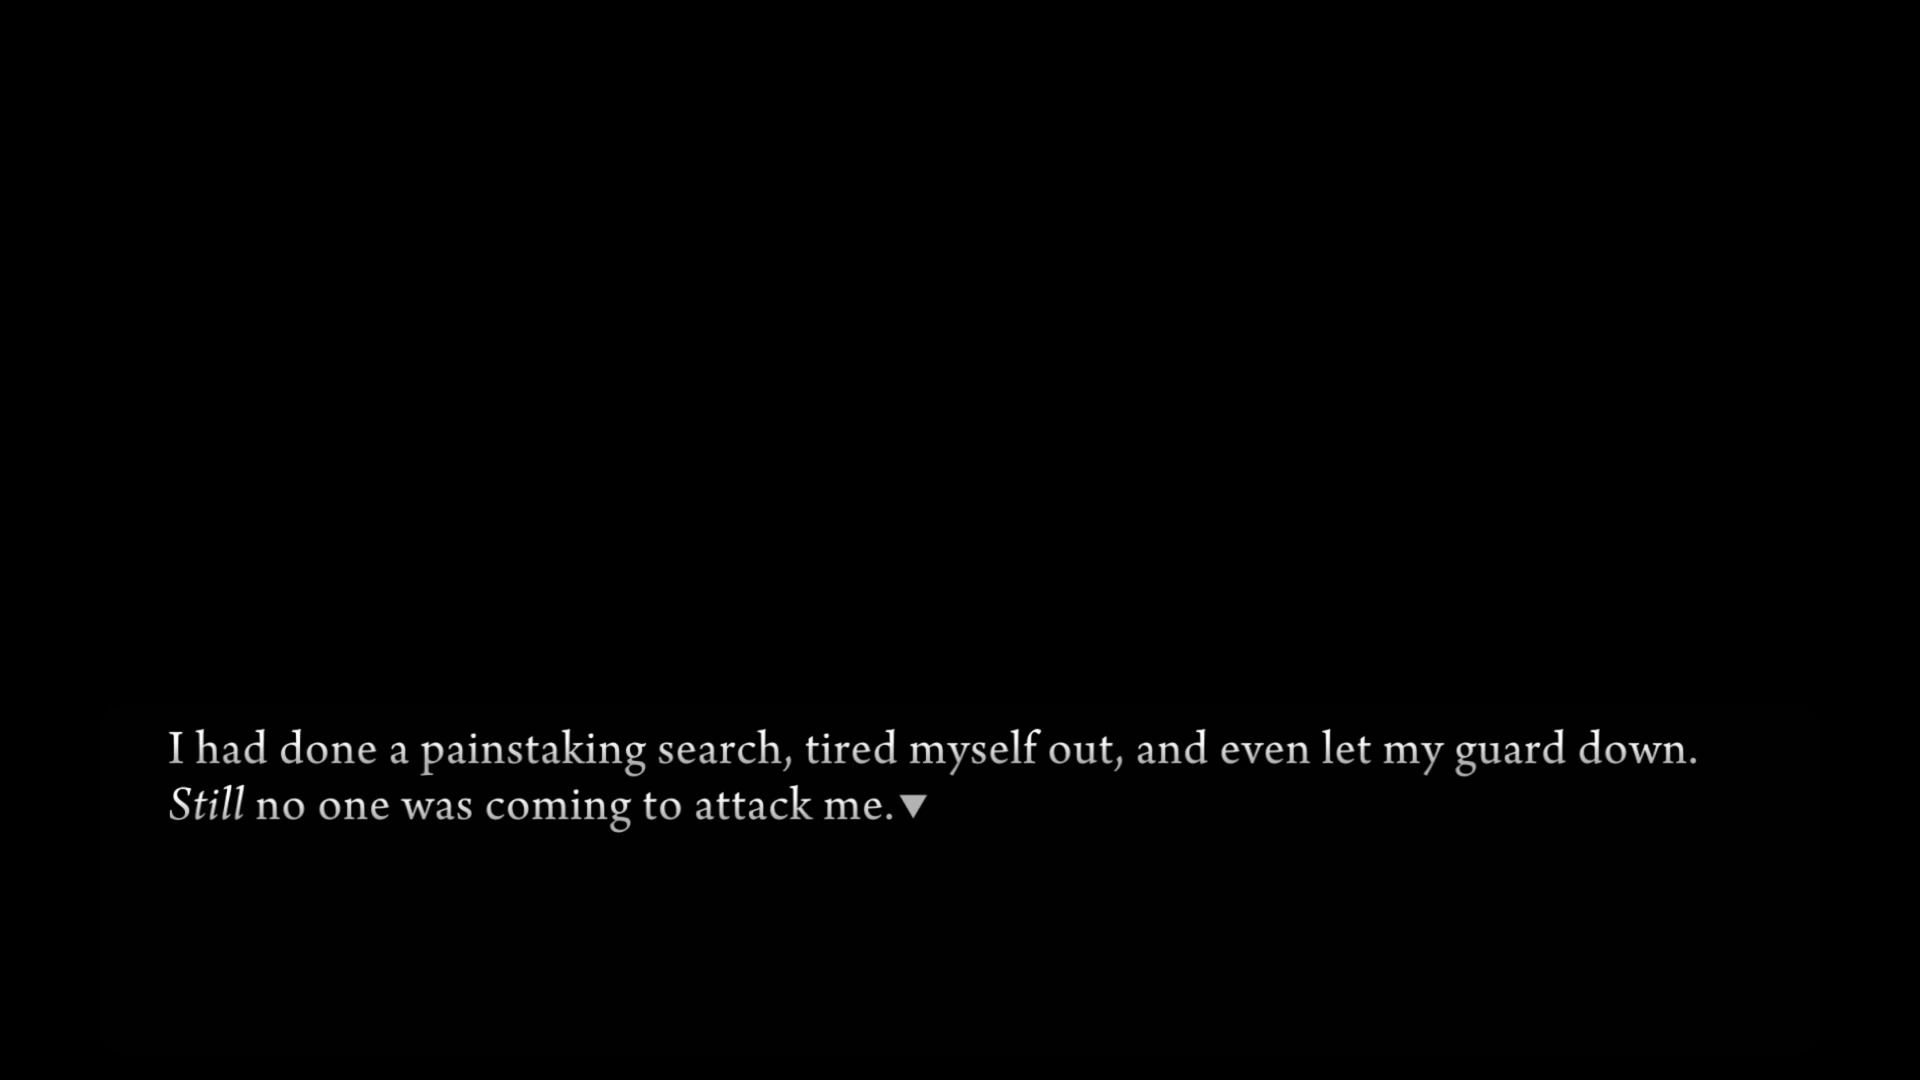 I had done a painstaking search, tired myself out, and even let my guard down.
Still no one was coming to attack me.